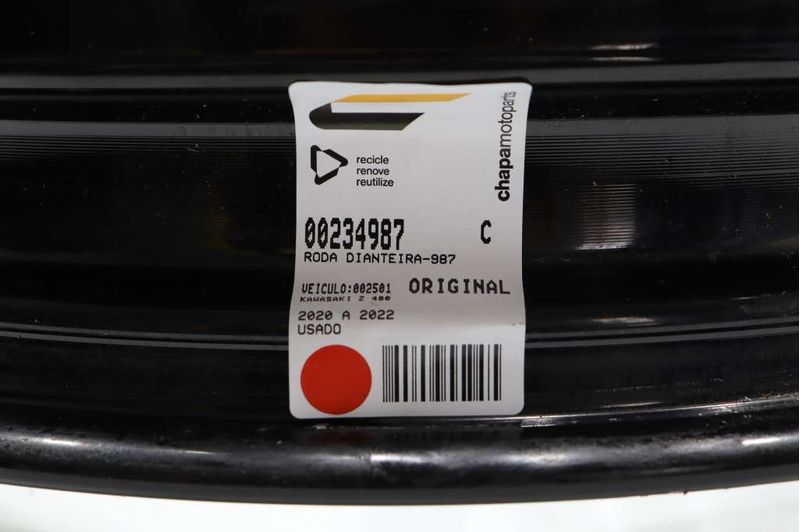 chapamotoparts
recicle
renove
reutilize
00234987 C
RODA DIANTEIRA-987
VEICULO:002501 ORIGINAL
KAWASAKI Z 400
2020 A 2022
USADO